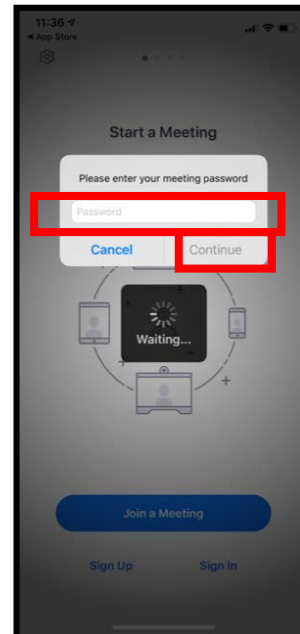 11:36
◀ App Store
Start a Meeting
Please enter your meeting password
Password
Cancel Continue
Waiting...
Join a Meeting
Sign Up Sign In